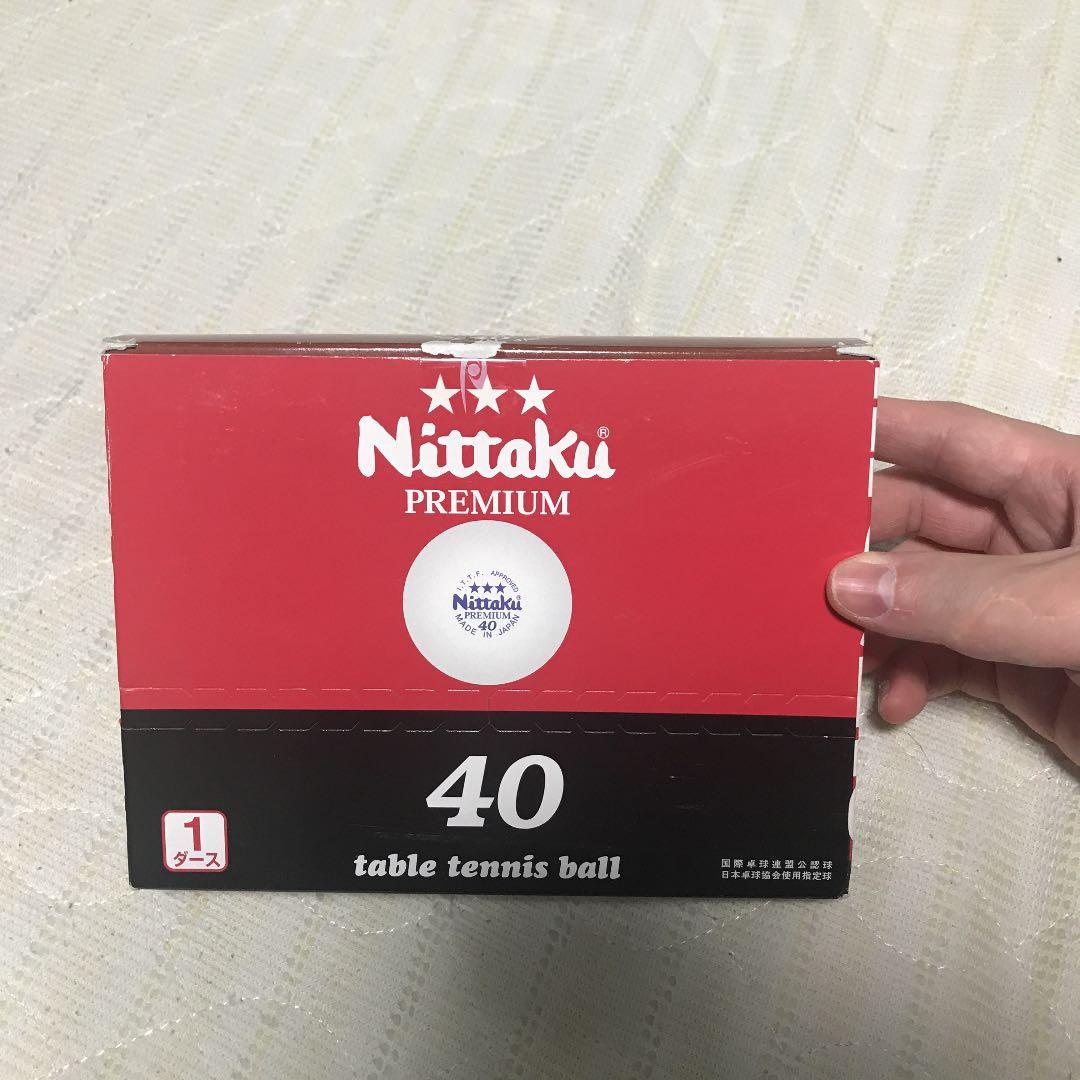 ★★★
Nittaku®
PREMIUM
I.T.T.F. APPROVED
★★★
Nittaku®
PREMIUM
40
MADE IN JAPAN
40
table tennis ball
1
ダース
国際卓球連盟公認球
日本卓球協会使用指定球